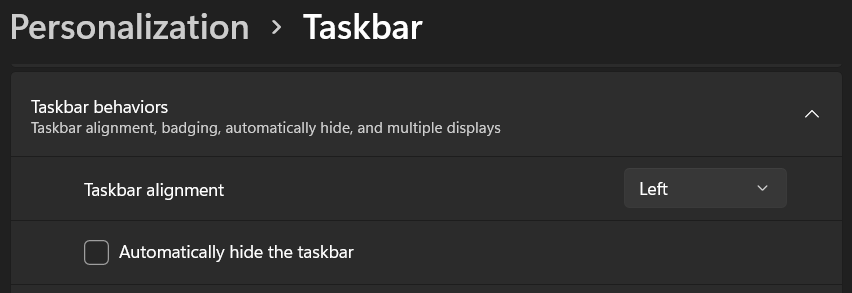 Personalization > Taskbar
Taskbar behaviors
Taskbar alignment, badging, automatically hide, and multiple displays
Taskbar alignment
Left
Automatically hide the taskbar